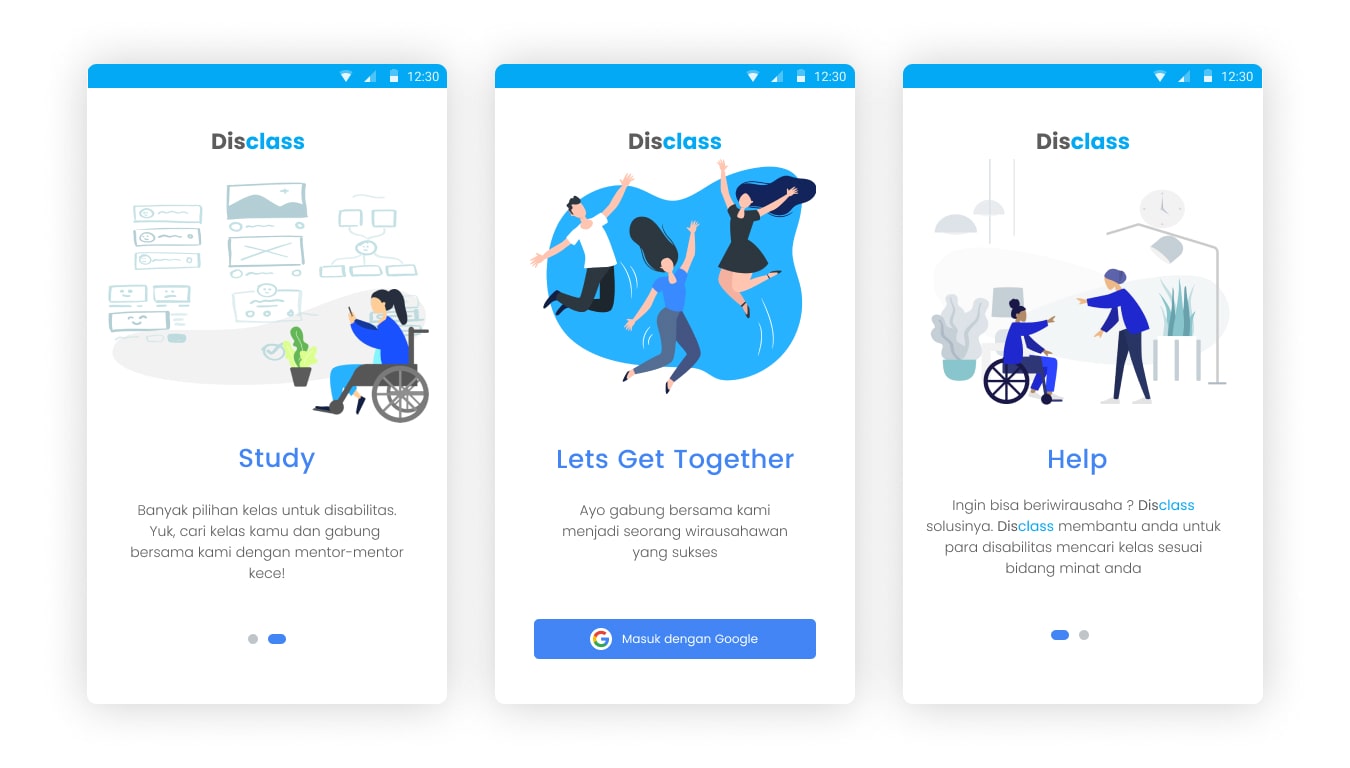 12:30
Disclass
Study
Banyak pilihan kelas untuk disabilitas.
Yuk, cari kelas kamu dan gabung
bersama kami dengan mentor-mentor
kece!
12:30
Disclass
Lets Get Together
Ayo gabung bersama kami
menjadi seorang wirausahawan
yang sukses
Masuk dengan Google
12:30
Disclass
Help
Ingin bisa beriwirausaha ? Disclass
solusinya. Disclass membantu anda untuk
para disabilitas mencari kelas sesuai
bidang minat anda